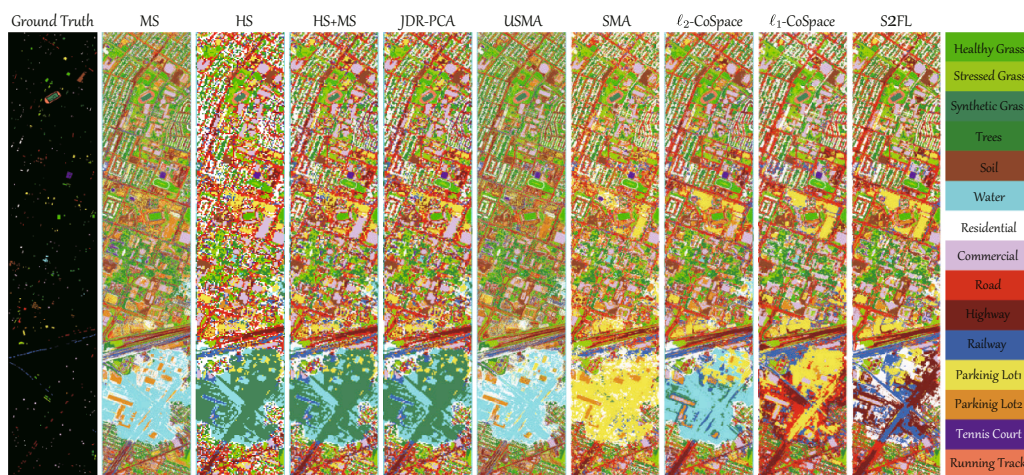 Ground Truth MS HS HS+MS JDR-PCA USMA SMA ℓ₂-CoSpace ℓ₁-CoSpace S2FL
Healthy Grass
Stressed Grass
Synthetic Gras
Trees
Soil
Water
Residential
Commercial
Road
Highway
Railway
Parkinig Lot1
Parkinig Lot2
Tennis Court
Running Track